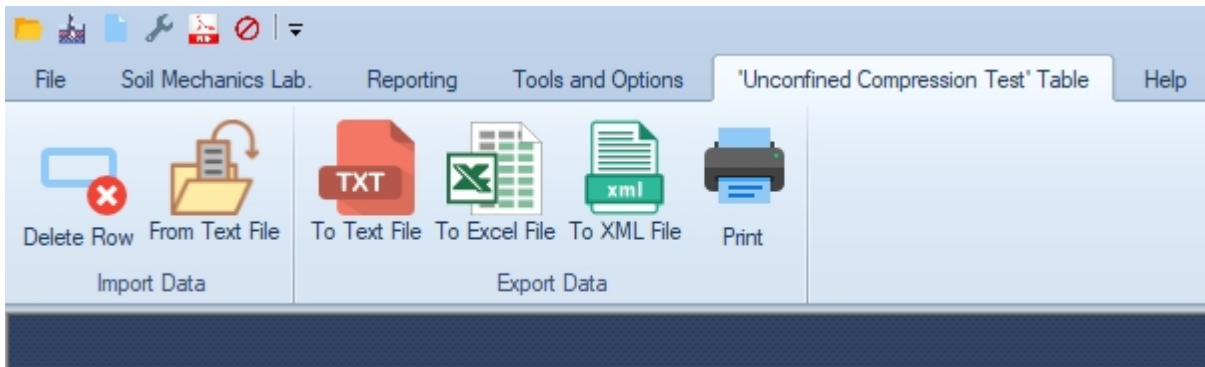 File Soil Mechanics Lab. Reporting Tools and Options "Unconfined Compression Test" Table Help
TXT
xml
Delete Row From Text File To Text File To Excel File To XML File Print
Import Data Export Data